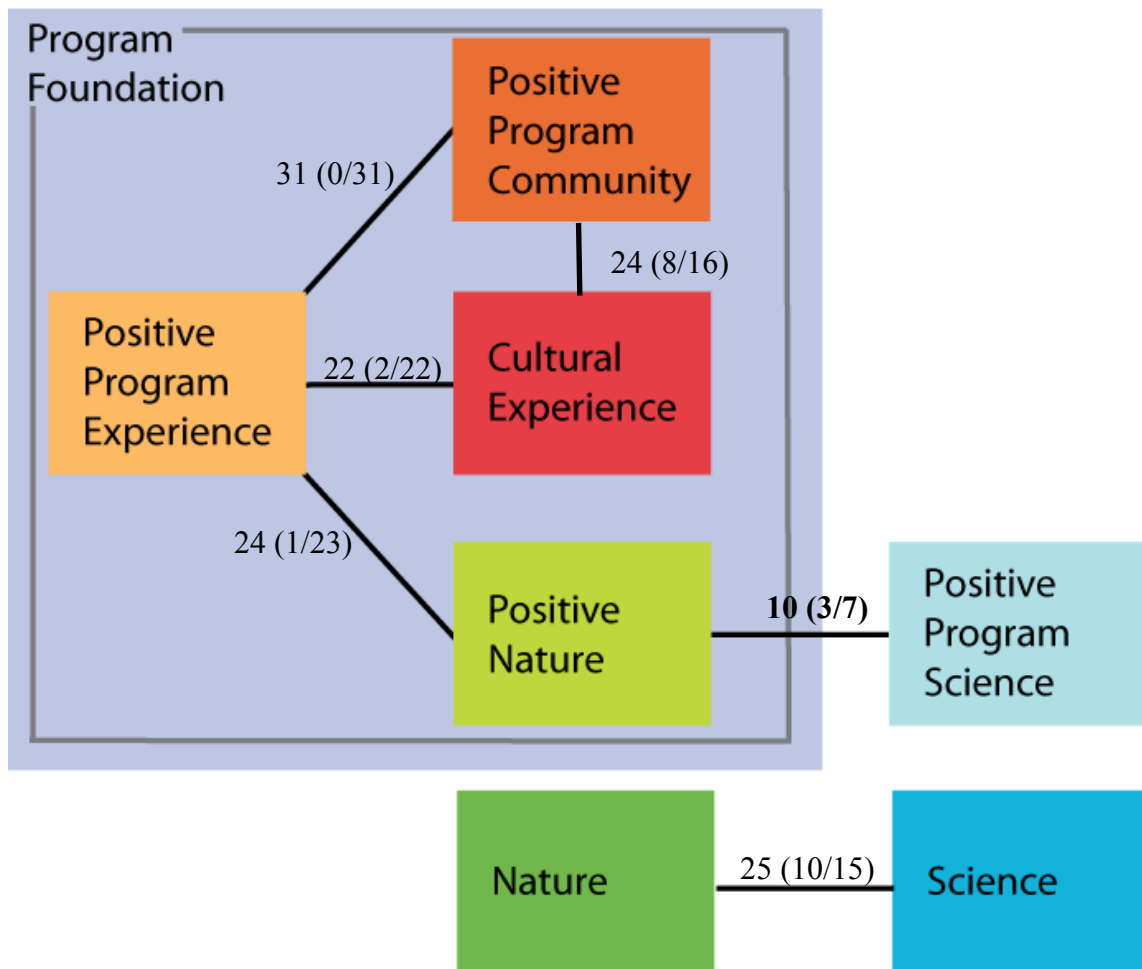 Program
Foundation
Positive
Program
Community
31 (0/31)
24 (8/16)
Positive
Program
Experience
22 (2/22)
Cultural
Experience
24 (1/23)
Positive
Nature
10 (3/7)
Positive
Program
Science
Nature
25 (10/15)
Science